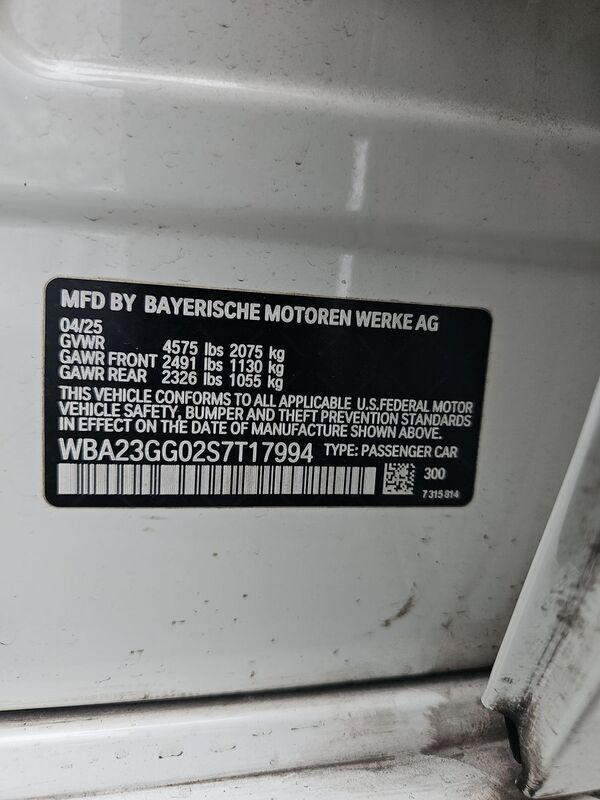 MFD BY BAYERISCHE MOTOREN WERKE AG
04/25
GVWR 4575 lbs 2075 kg
GAWR FRONT 2491 lbs 1130 kg
GAWR REAR 2326 lbs 1055 kg
THIS VEHICLE CONFORMS TO ALL APPLICABLE U.S.FEDERAL MOTOR
VEHICLE SAFETY, BUMPER AND THEFT PREVENTION STANDARDS
IN EFFECT ON THE DATE OF MANUFACTURE SHOWN ABOVE.
WBA23GG02S7T17994 TYPE: PASSENGER CAR
300
7 315 814